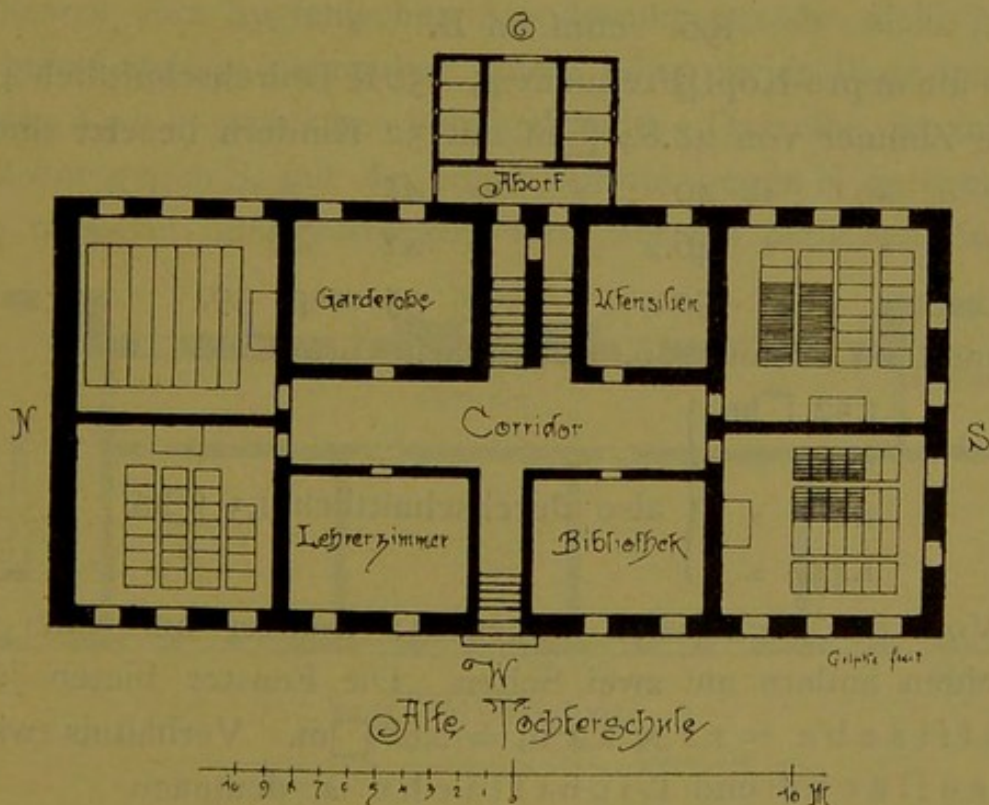 O
Abort
Garderobe
Utensilien
N
Corridor
S
Lehrerzimmer
Bibliothek
W
Alte Töchterschule
10 9 8 7 6 5 4 3 2 1 0 10 M